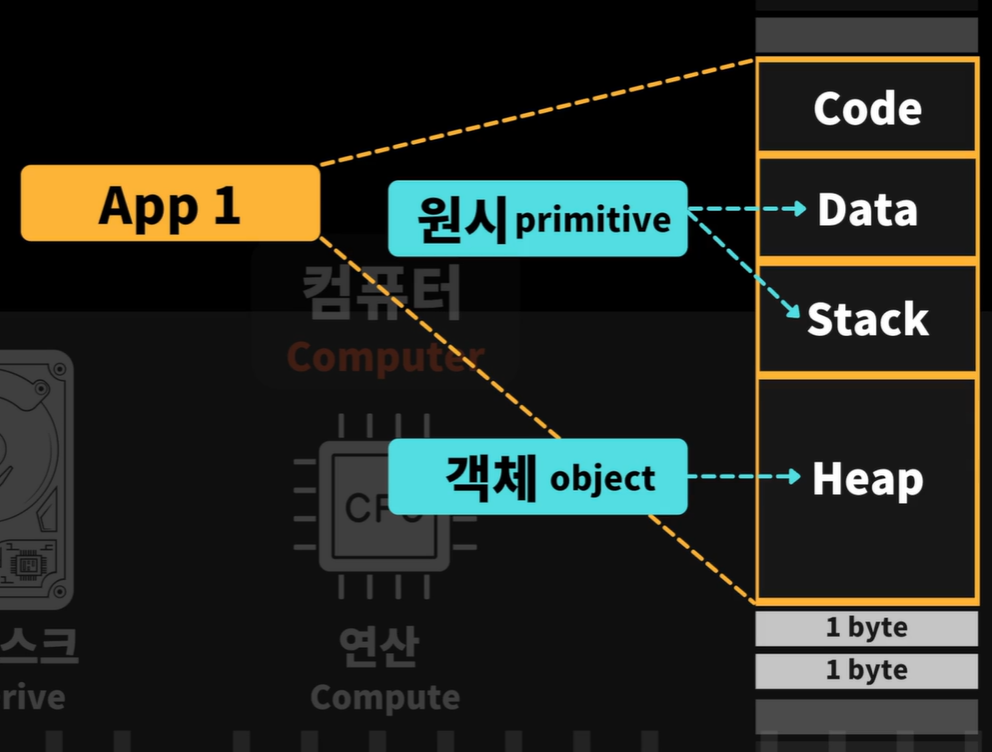 Code
App 1
원시 primitive
Data
컴퓨터
Computer
Stack
객체 object
Heap
CPU
1 byte
1 byte
스크
연산
rive
Compute